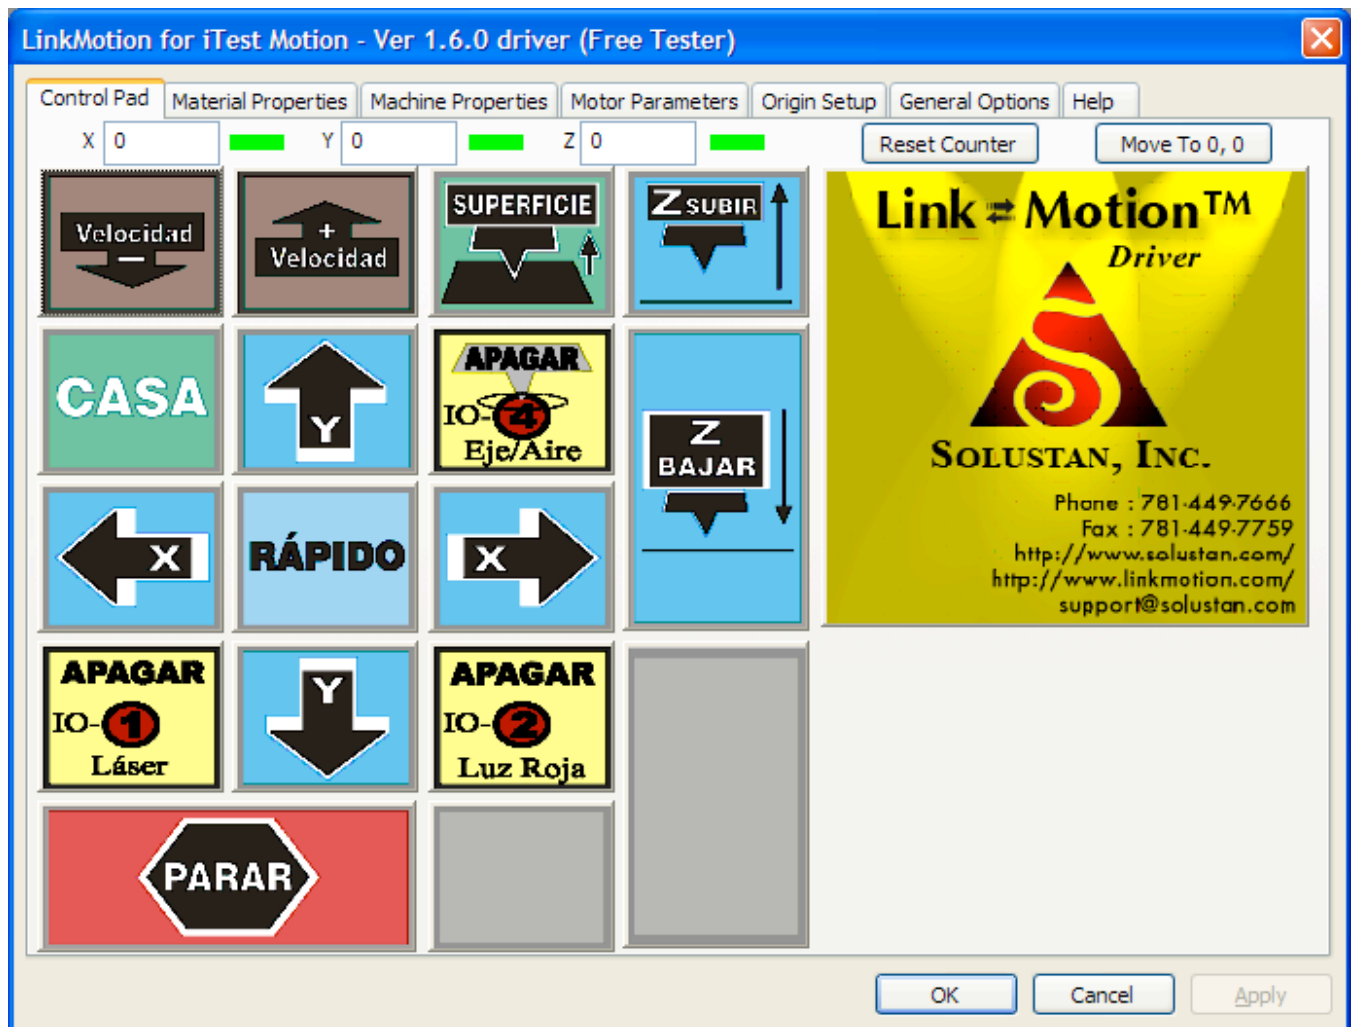 LinkMotion for iTest Motion - Ver 1.6.0 driver (Free Tester)
Control Pad Material Properties Machine Properties Motor Parameters Origin Setup General Options Help
X 0 Y 0 Z 0 Reset Counter Move To 0, 0
Velocidad
−
+
Velocidad
SUPERFICIE
Z SUBIR
Link ⇄ Motion™
Driver
SOLUSTAN, INC.
Phone : 781-449-7666
Fax : 781-449-7759
http://www.solustan.com/
http://www.linkmotion.com/
support@solustan.com
CASA
Y
APAGAR
IO-4
Eje/Aire
Z
BAJAR
X
RÁPIDO
X
APAGAR
IO-1
Láser
Y
APAGAR
IO-2
Luz Roja
PARAR
OK Cancel Apply